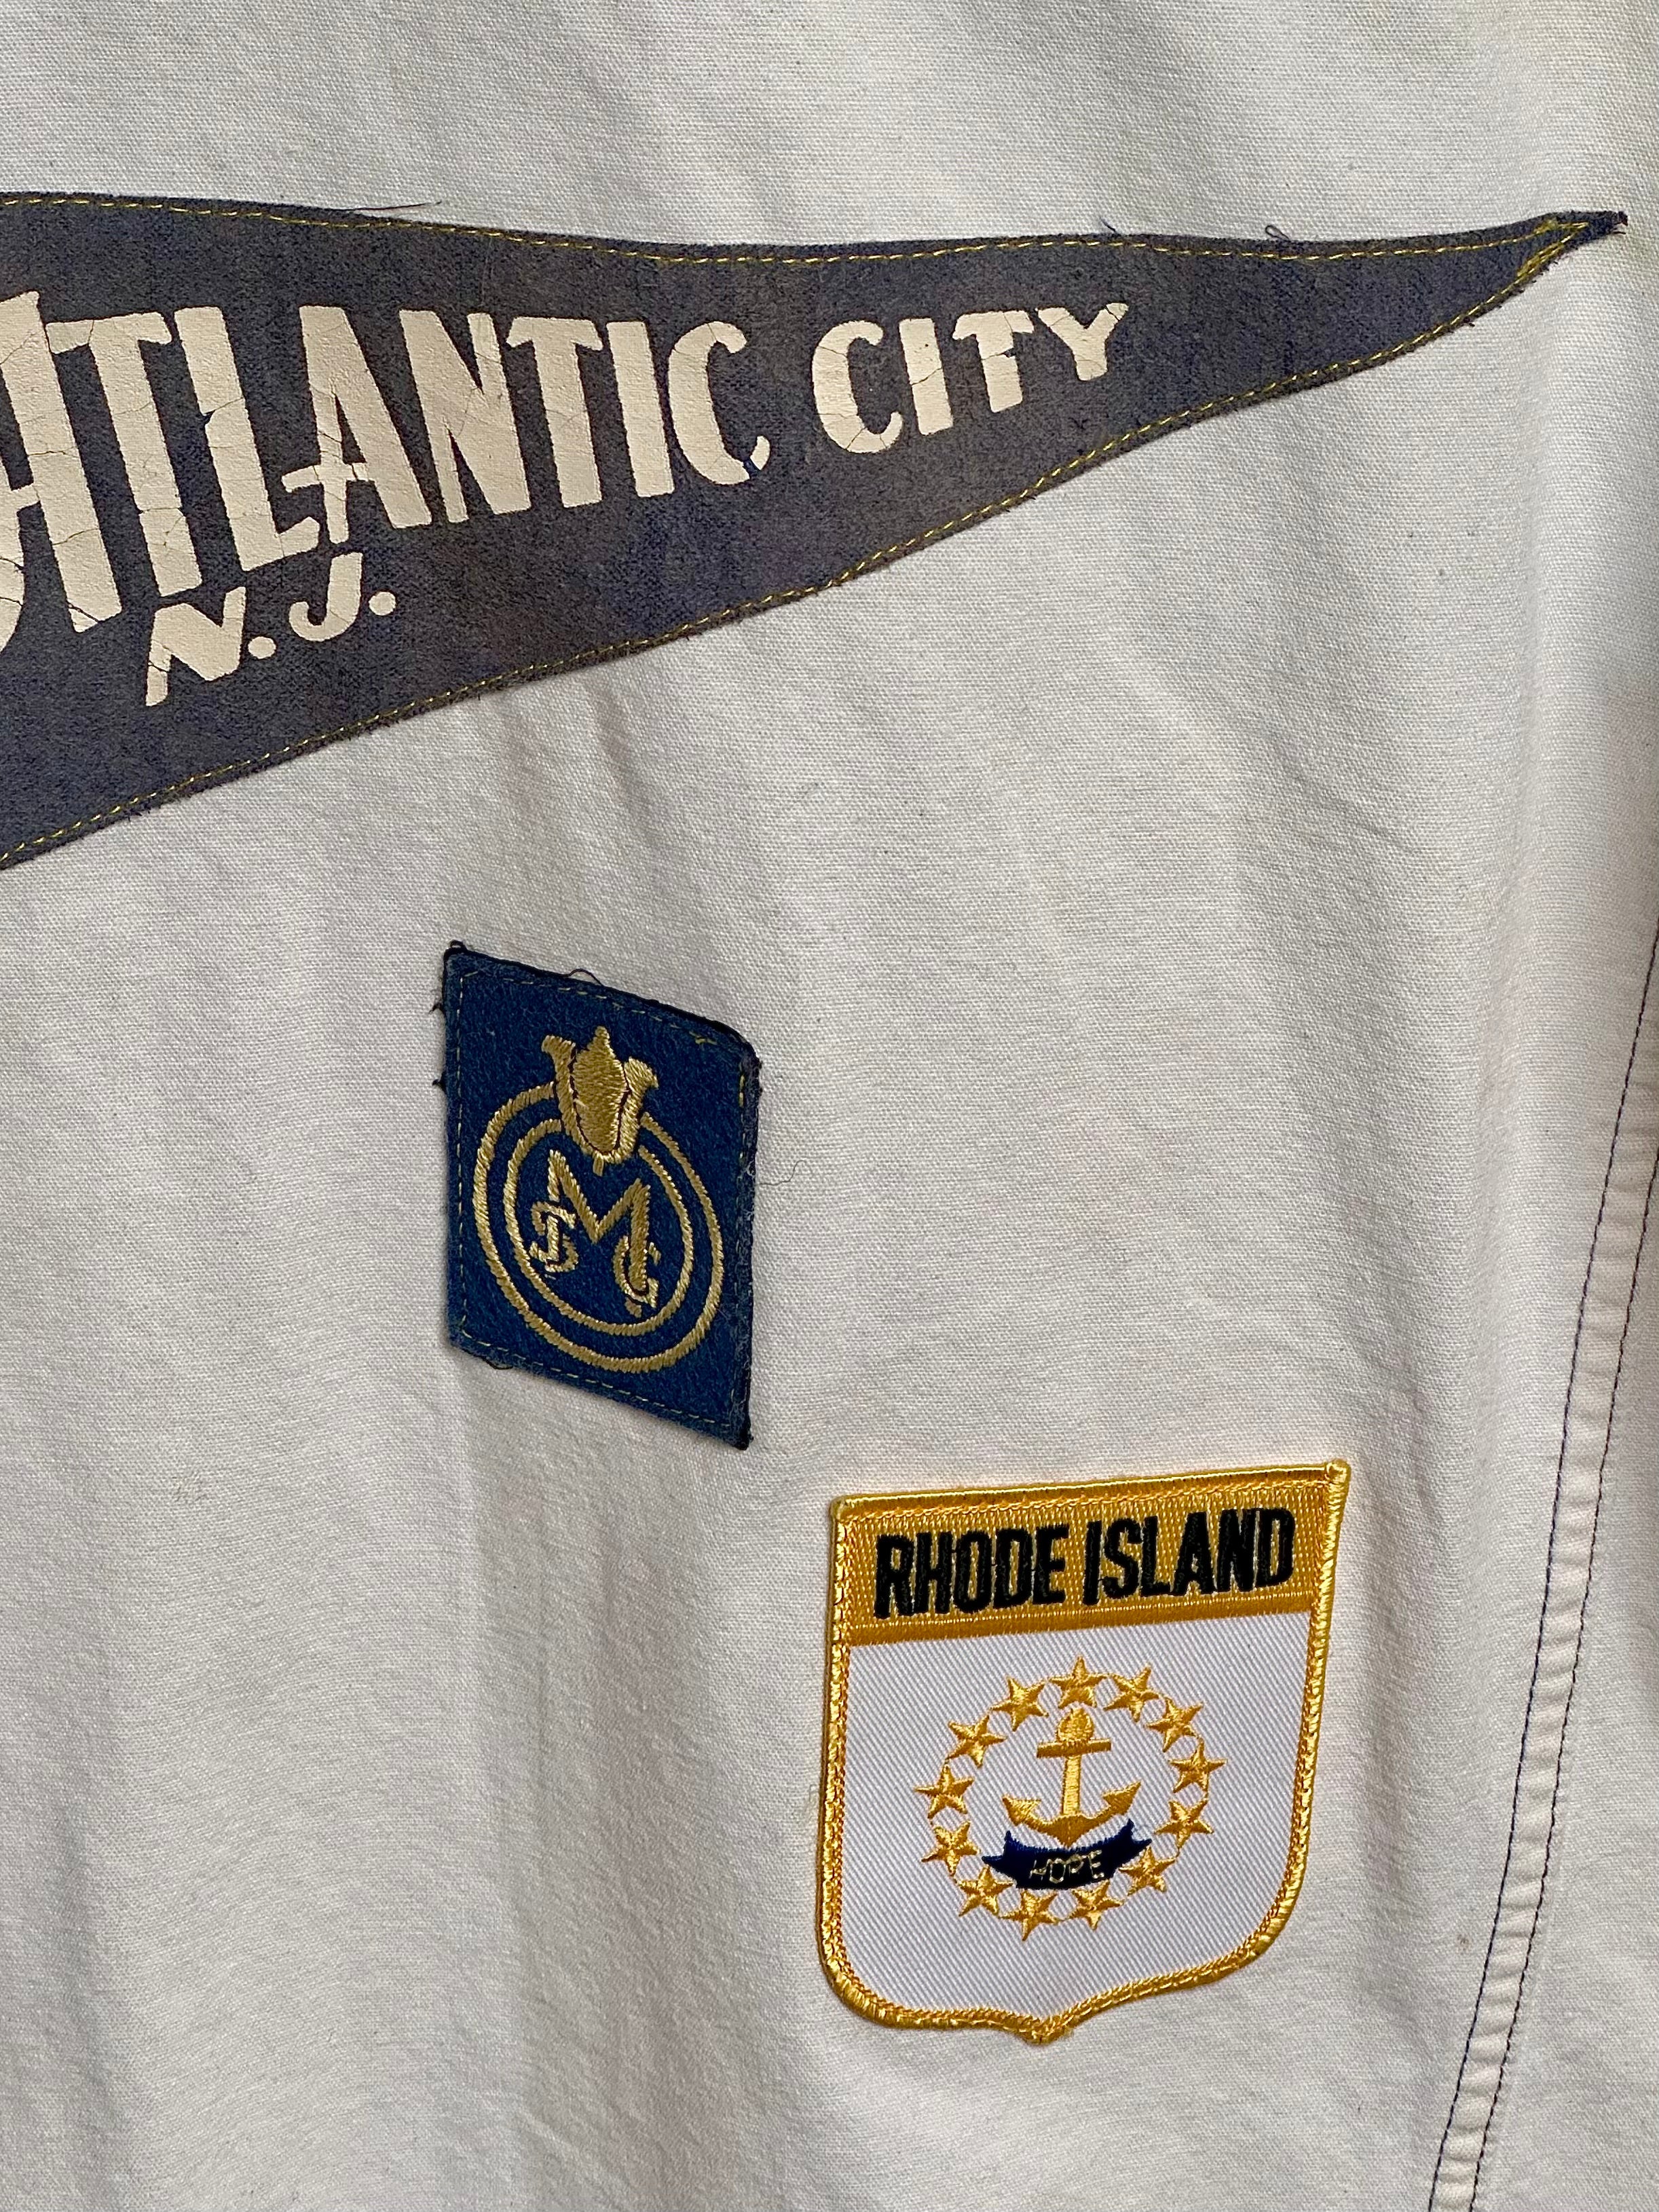 ATLANTIC CITY
N.J.
M
RHODE ISLAND
HOPE